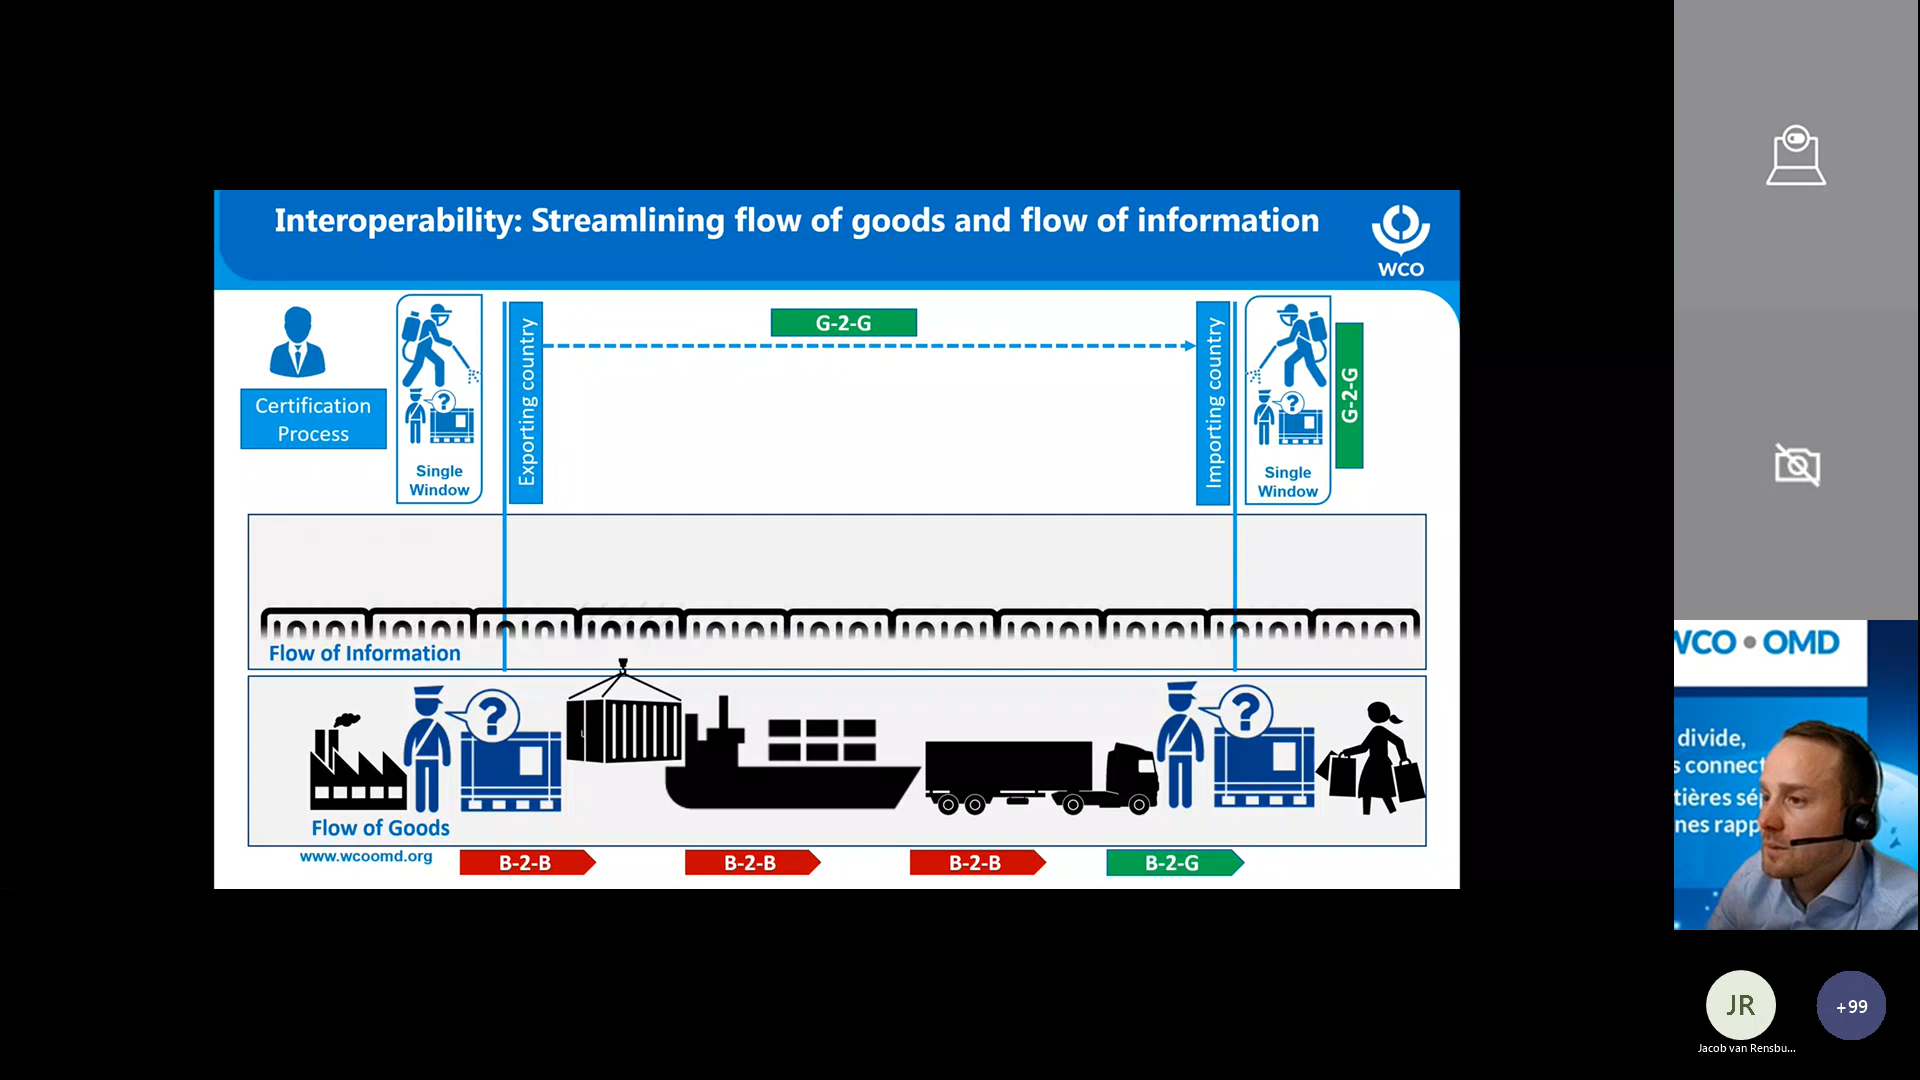 Interoperability: Streamlining flow of goods and flow of information
WCO
G-2-G
Certification
Process
?
Single
Window
Exporting country
Importing country
?
Single
Window
G-2-G
Flow of Information
?
?
Flow of Goods
www.wcoomd.org
B-2-B
B-2-B
B-2-B
B-2-G
WCO • OMD
divide,
s connect
tières sé
nes rapp
JR
+99
Jacob van Rensbu...